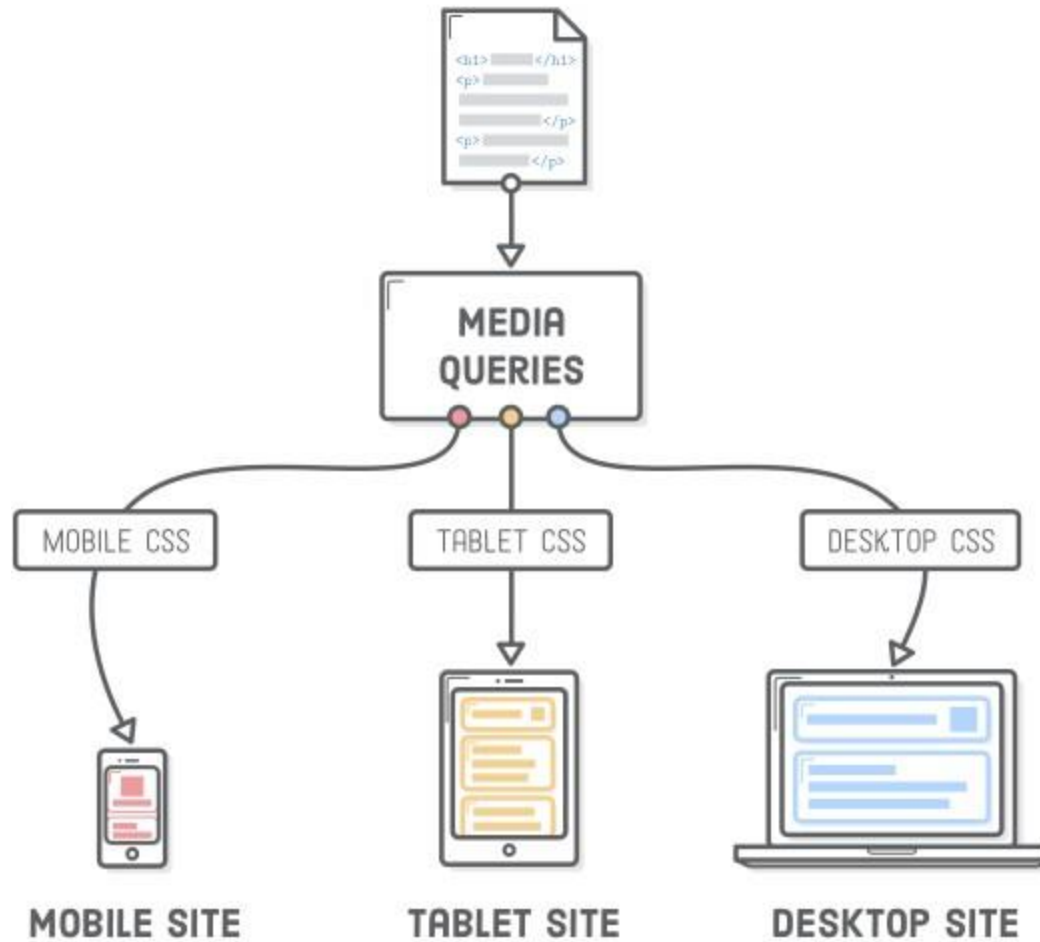 <h1> </h1>
<p>
</p>
<p>
</p>
MEDIA
QUERIES
MOBILE CSS
TABLET CSS
DESKTOP CSS
MOBILE SITE
TABLET SITE
DESKTOP SITE